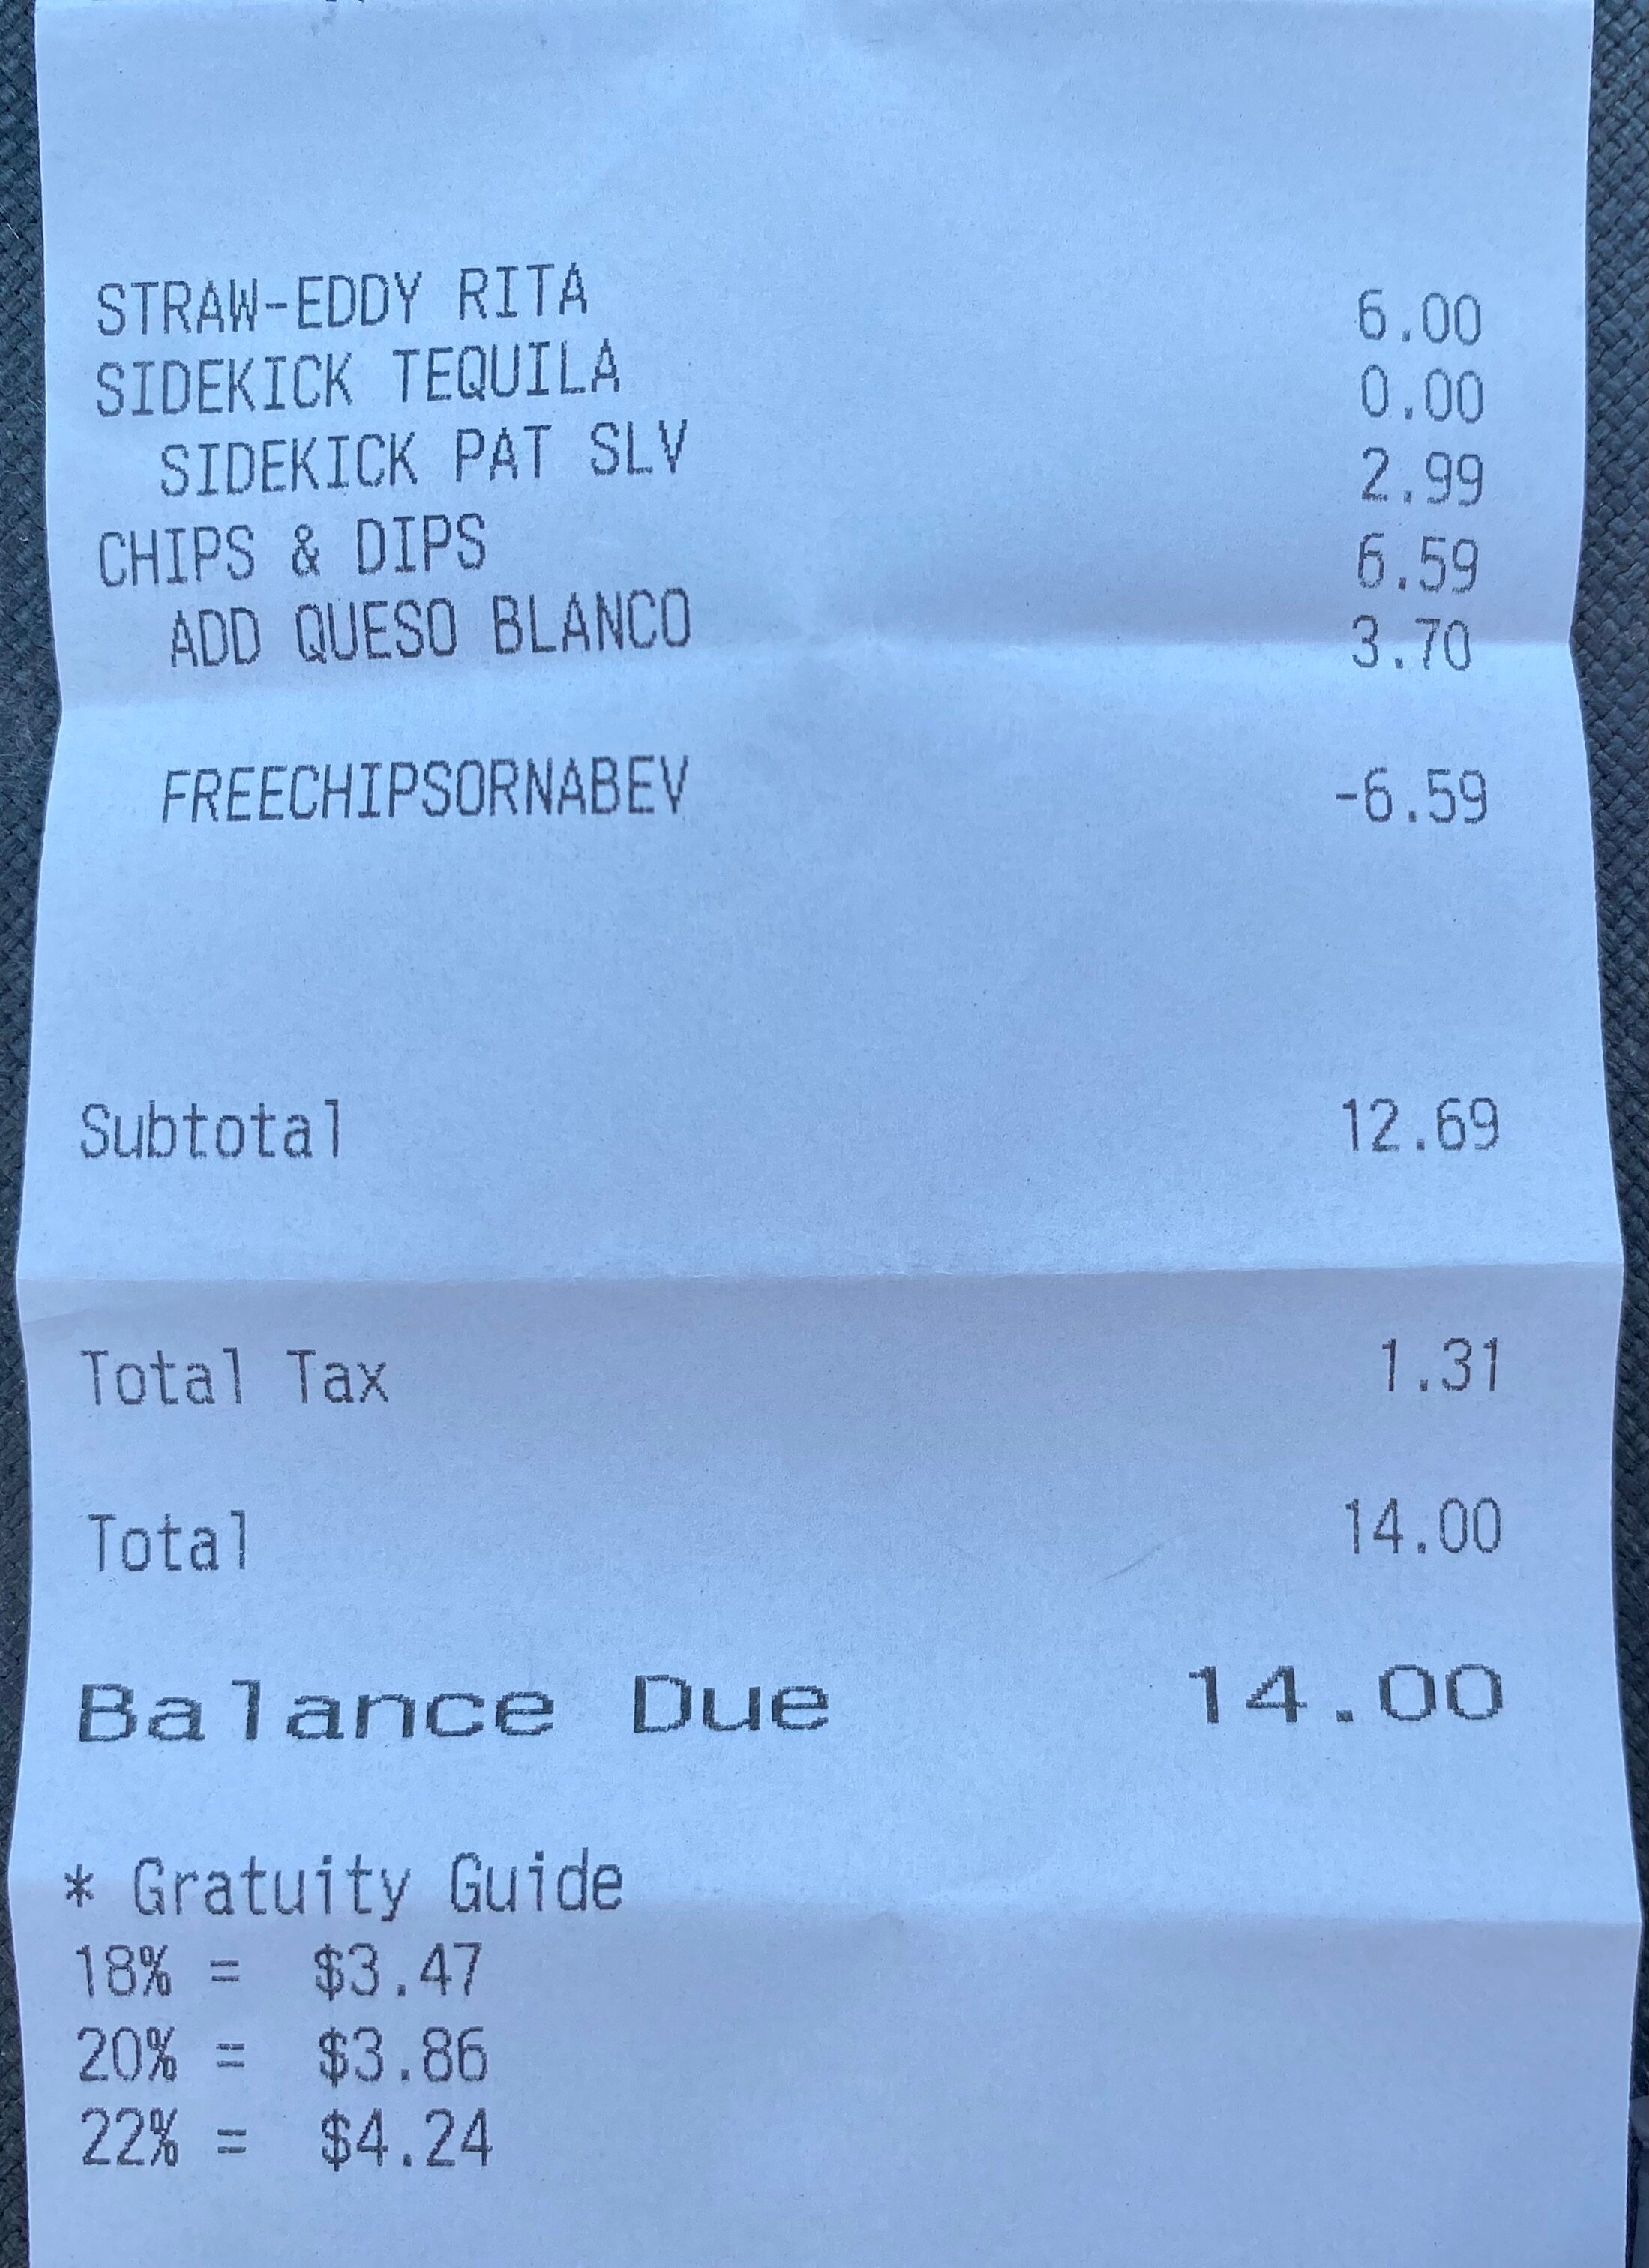 STRAW-EDDY RITA 6.00
SIDEKICK TEQUILA 0.00
SIDEKICK PAT SLV 2.99
CHIPS & DIPS 6.59
ADD QUESO BLANCO 3.70
FREECHIPSORNABEV -6.59
Subtotal 12.69
Total Tax 1.31
Total 14.00
Balance Due 14.00
* Gratuity Guide
18% = $3.47
20% = $3.86
22% = $4.24